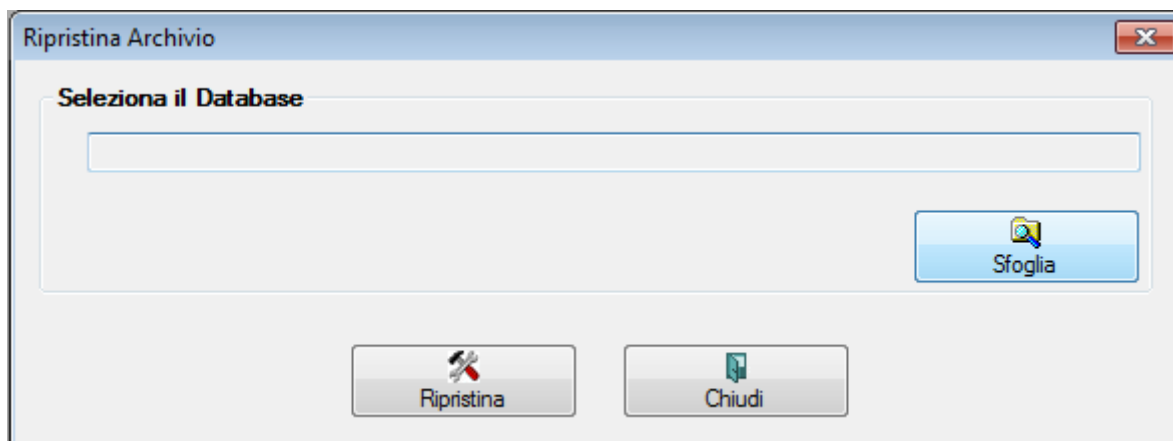 Ripristina Archivio
Seleziona il Database
Sfoglia
Ripristina
Chiudi